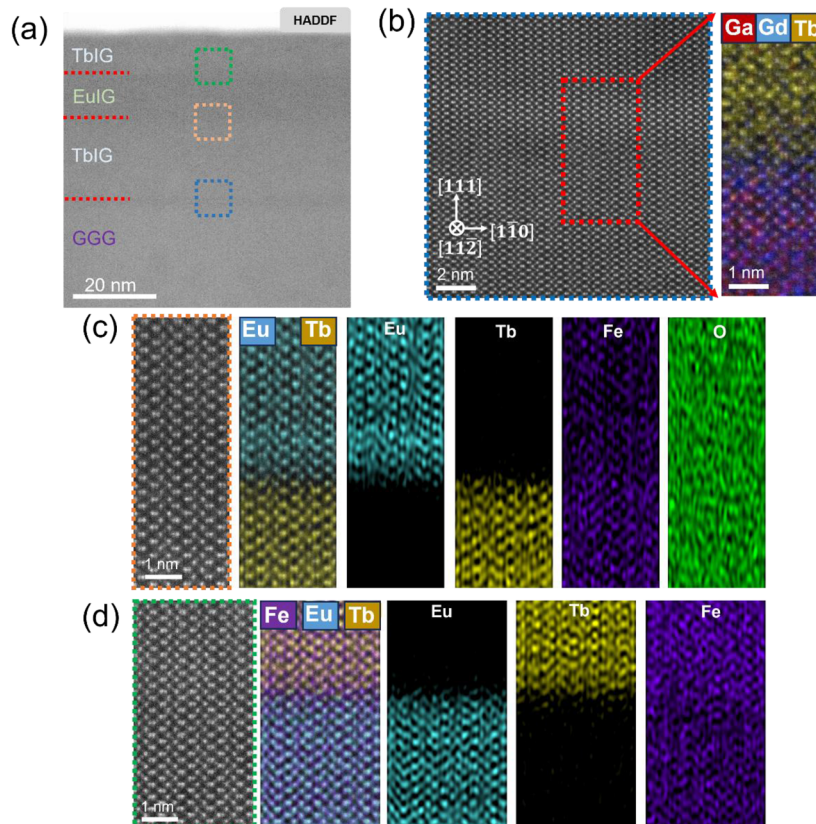 (a)
HADDF
TbIG
EuIG
TbIG
GGG
20 nm
(b)
[111]
[11̅0]
[112̅]
2 nm
Ga Gd Tb
1 nm
(c)
1 nm
Eu Tb
Eu
Tb
Fe
O
(d)
1 nm
Fe Eu Tb
Eu
Tb
Fe